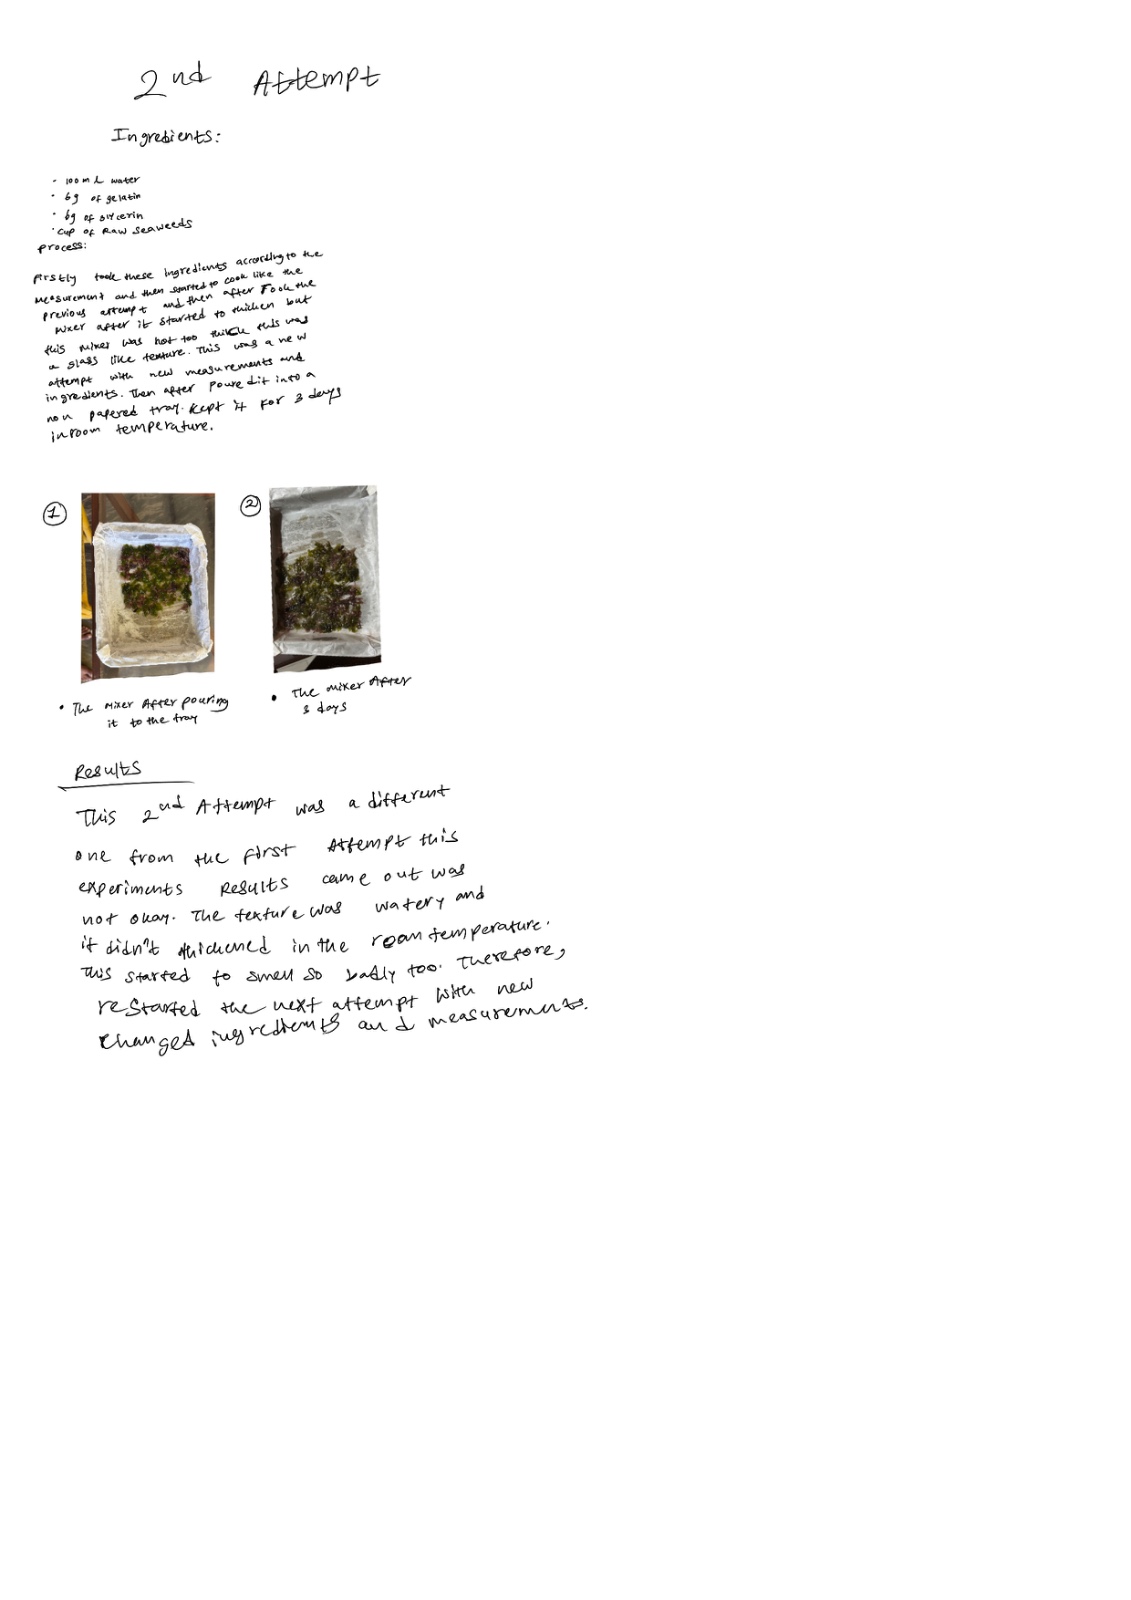 2nd Attempt
Ingredients:
· 100ml water
· 6g of gelatin
· 6g of glycerin
· cup of Raw seaweeds
process:
Firstly took these ingredients according to the
measurement and then started to cook like the
previous attempt and then after Took the
mixer after it started to thicken but
this mixer was not too thick this was
a glass like texture. This was a new
attempt with new measurements and
ingredients. Then after poured it into a
non papered tray. Kept it for 3 days
in room temperature.
1
2
• The mixer After pouring
it to the tray
• The mixer After
3 days
Results
This 2nd Attempt was a different
one from the first Attempt this
experiments Results came out was
not okay. The texture was watery and
it didn't thickened in the room temperature.
This started to smell so badly too. Therefore,
restarted the next attempt with new
changed ingredients and measurements.